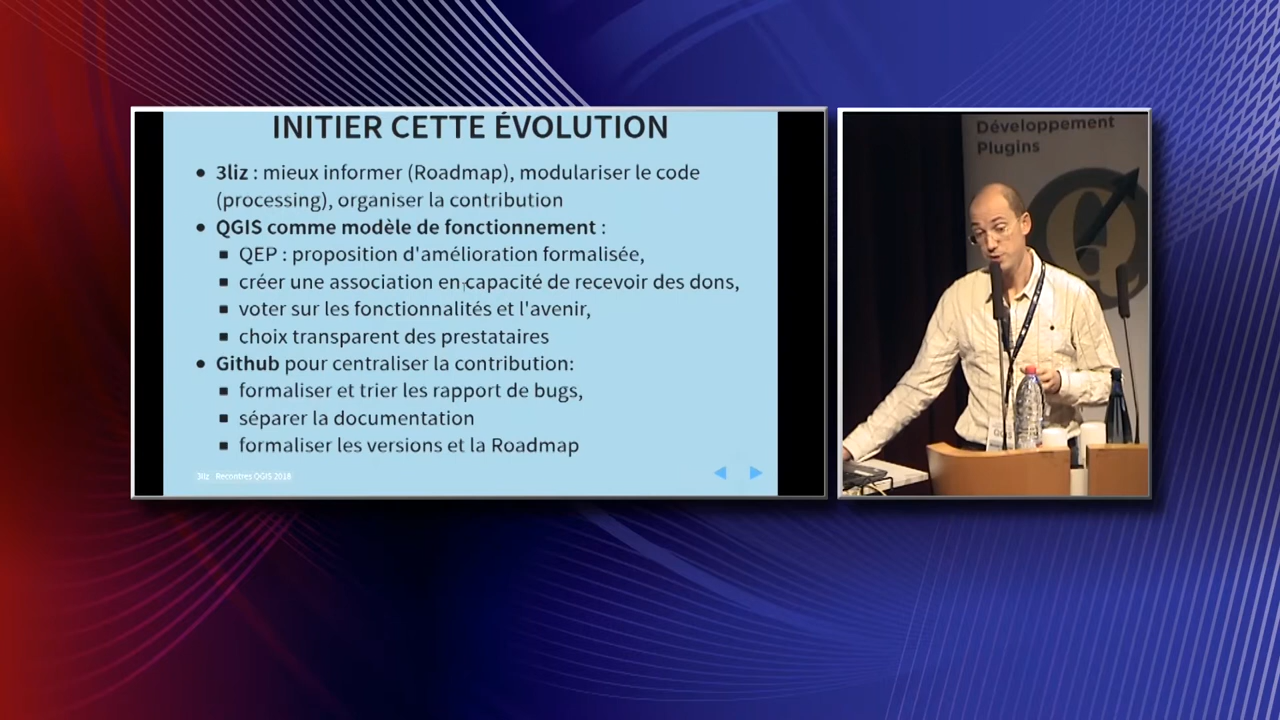 INITIER CETTE ÉVOLUTION
3liz : mieux informer (Roadmap), modulariser le code
(processing), organiser la contribution
QGIS comme modèle de fonctionnement :
QEP : proposition d'amélioration formalisée,
créer une association en capacité de recevoir des dons,
voter sur les fonctionnalités et l'avenir,
choix transparent des prestataires
Github pour centraliser la contribution:
formaliser et trier les rapport de bugs,
séparer la documentation
formaliser les versions et la Roadmap
3liz Recontres QGIS 2018
Développement
Plugins